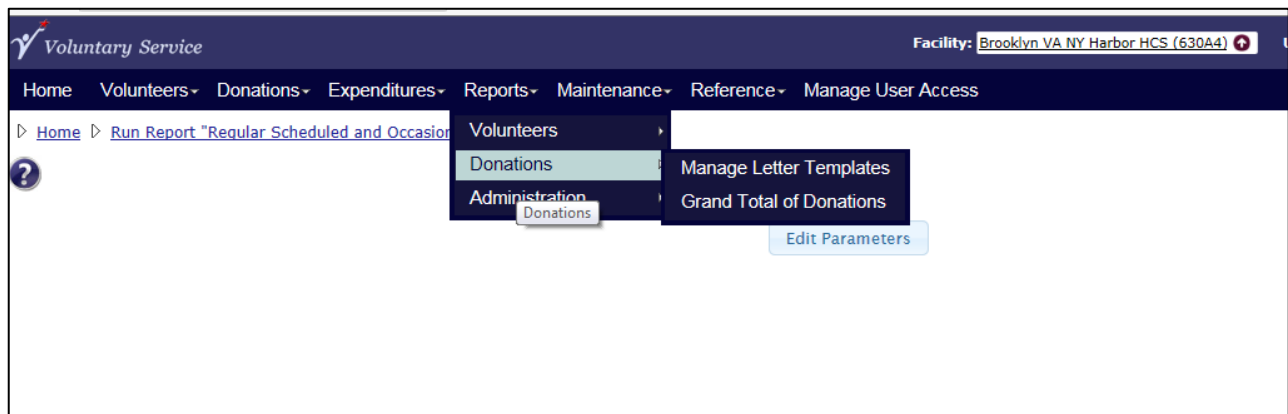 Voluntary Service
Facility: Brooklyn VA NY Harbor HCS (630A4)
Home Volunteers Donations Expenditures Reports Maintenance Reference Manage User Access
Home Run Report "Regular Scheduled and Occasion
Volunteers
Donations
Administration
Donations
Manage Letter Templates
Grand Total of Donations
Edit Parameters